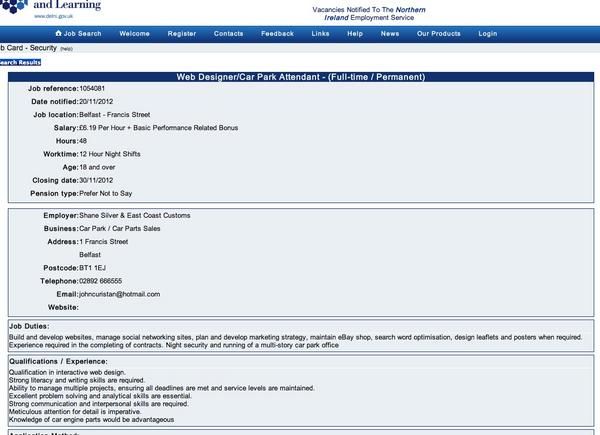 and Learning
www.delni.gov.uk
Vacancies Notified To The Northern
Ireland Employment Service
Job Search Welcome Register Contacts Feedback Links Help News Our Products Login
b Card - Security (help)
Search Results
Web Designer/Car Park Attendant - (Full-time / Permanent)
Job reference: 1054081
Date notified: 20/11/2012
Job location: Belfast - Francis Street
Salary: £6.19 Per Hour + Basic Performance Related Bonus
Hours: 48
Worktime: 12 Hour Night Shifts
Age: 18 and over
Closing date: 30/11/2012
Pension type: Prefer Not to Say
Employer: Shane Silver & East Coast Customs
Business: Car Park / Car Parts Sales
Address: 1 Francis Street
Belfast
Postcode: BT1 1EJ
Telephone: 02892 666555
Email: johncuristan@hotmail.com
Website:
Job Duties:
Build and develop websites, manage social networking sites, plan and develop marketing strategy, maintain eBay shop, search word optimisation, design leaflets and posters when required.
Experience required in the completing of contracts. Night security and running of a multi-story car park office
Qualifications / Experience:
Qualification in interactive web design.
Strong literacy and writing skills are required.
Ability to manage multiple projects, ensuring all deadlines are met and service levels are maintained.
Excellent problem solving and analytical skills are essential.
Strong communication and interpersonal skills are required.
Meticulous attention for detail is imperative.
Knowledge of car engine parts would be advantageous
Application Method: